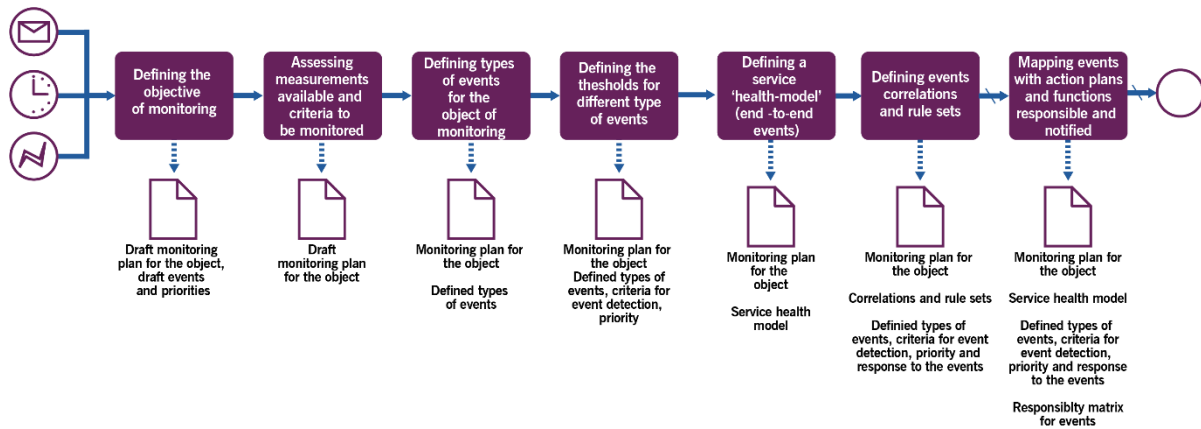 Defining the
objective
of monitoring
Assessing
measurements
available and
criteria to
be monitored
Defining types
of events
for the
object of
monitoring
Defining the
thesholds for
different type
of events
Defining a
service
‘health-model’
(end -to-end
events)
Defining events
correlations
and rule sets
Mapping events
with action plans
and functions
responsible and
notified
Draft monitoring
plan for the object,
draft events
and priorities
Draft
monitoring plan
for the object
Monitoring plan for
the object
Defined types
of events
Monitoring plan for
the object
Defined types of
events, criteria for
event detection,
priority
Monitoring plan
for the
object
Service health
model
Monitoring plan
for the object
Correlations and rule sets
Definied types of
events, criteria for event
detection, priority and
response to the events
Monitoring plan
for the object
Service health model
Defined types of
events, criteria for
event detection,
priority and response
to the events
Responsiblty matrix
for events